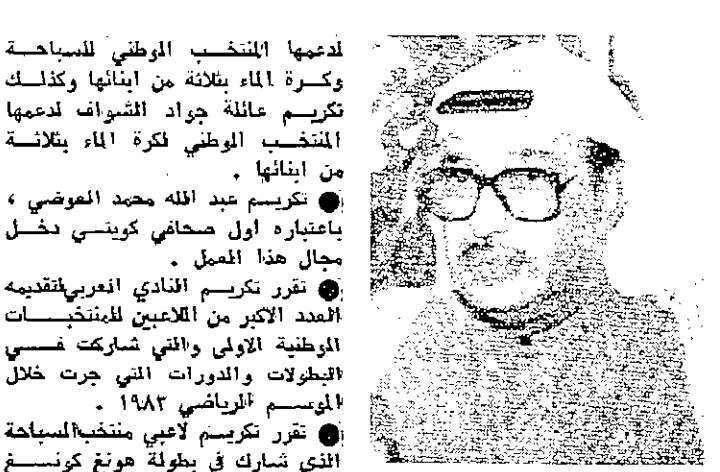 لدعمها المنتخب الوطني للسباحة
وكرة الماء بثلاثة من ابنائها وكذلك
تكريم عائلة جواد الشواف لدعمها
المنتخب الوطني لكرة الماء بثلاثة
من ابنائها .
● تكريم عبد الله محمد العوضي ،
باعتباره اول صحافي كويتي دخل
مجال هذا العمل .
● تقرر تكريم النادي العربي لتقديمه
العدد الاكبر من اللاعبين للمنتخبات
الوطنية الاولى والتي شاركت في
البطولات والدورات التي جرت خلال
الموسم الرياضي ١٩٨٣ .
● تقرر تكريم لاعبي منتخب السباحة
الذي شارك في بطولة هونغ كونغ